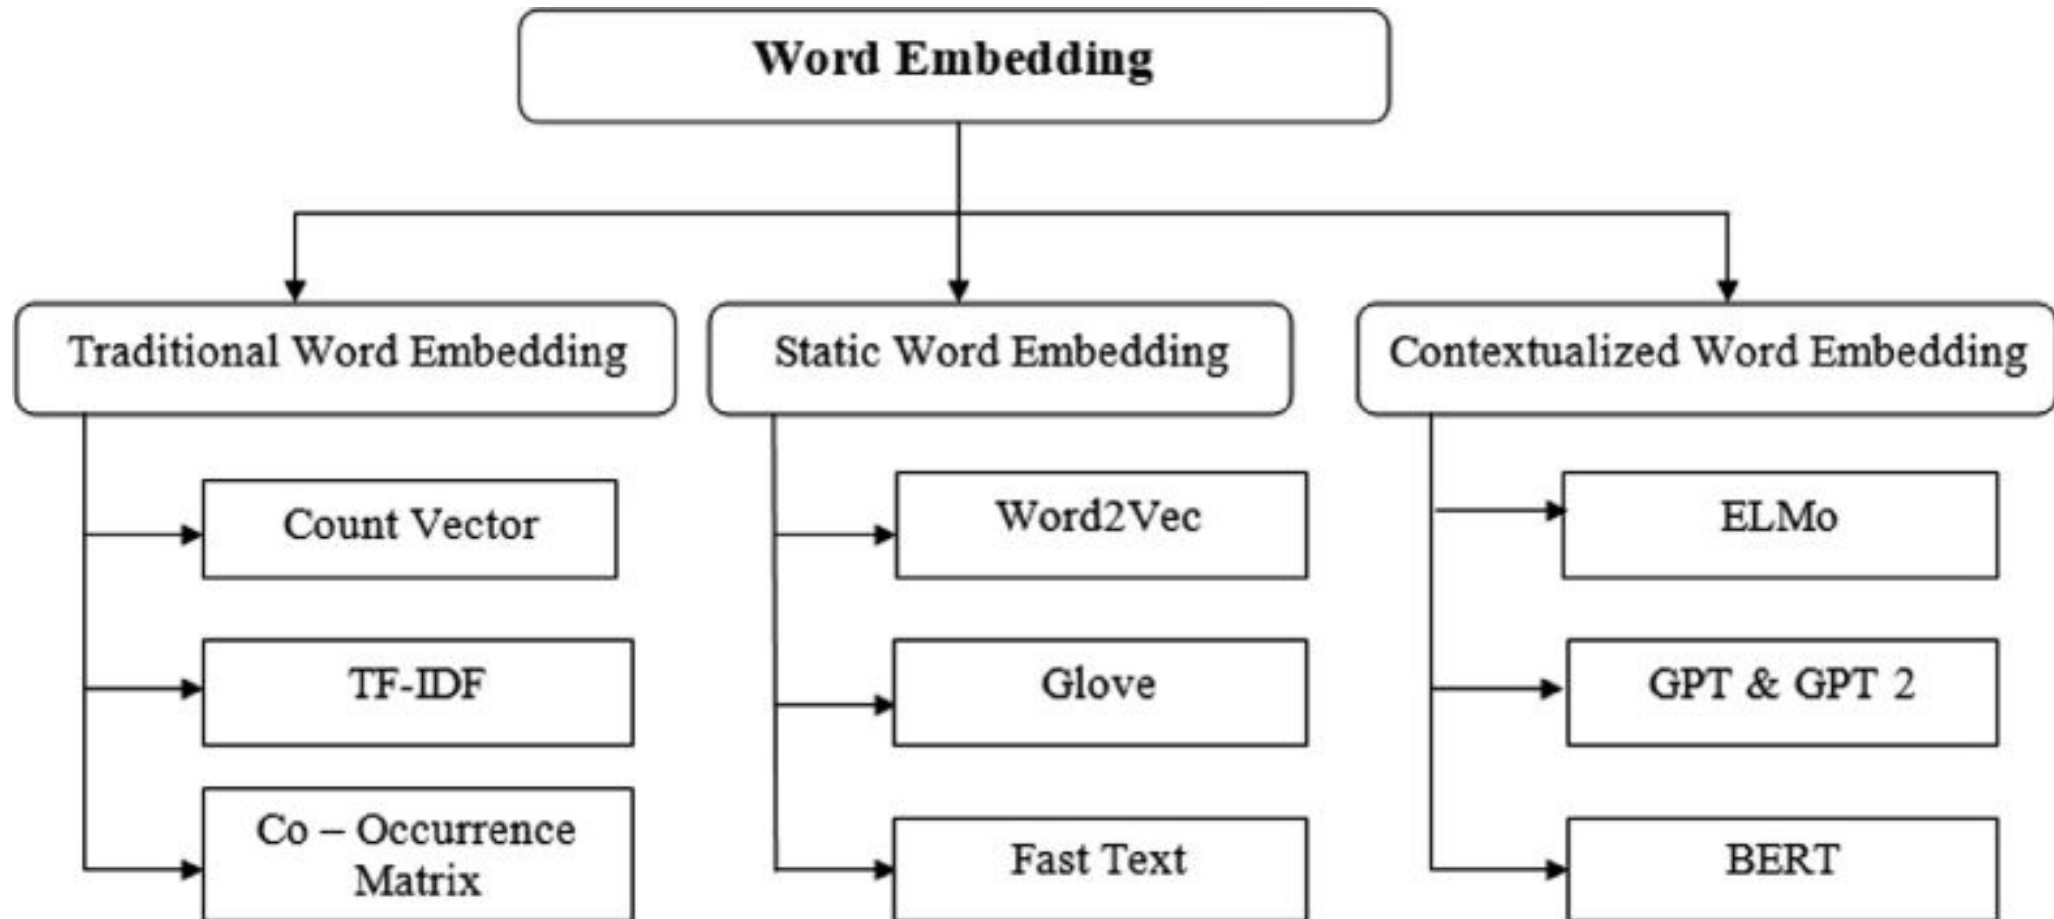 Word Embedding
Traditional Word Embedding
Static Word Embedding
Contextualized Word Embedding
Count Vector
TF-IDF
Co – Occurrence
Matrix
Word2Vec
Glove
Fast Text
ELMo
GPT & GPT 2
BERT